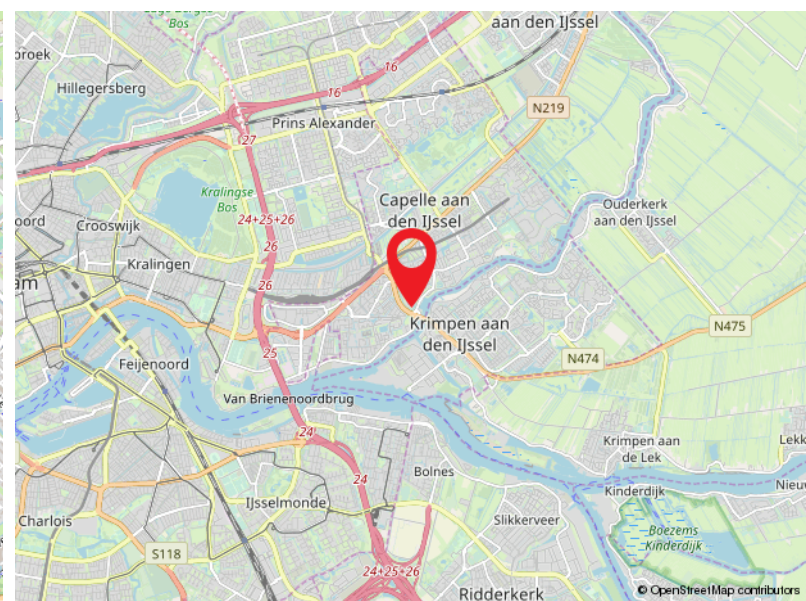 aan den IJssel
broek
Bos
Hillegersberg
16
16
N219
Prins Alexander
27
Kralingse
Bos
Capelle aan
den IJssel
Ouderkerk
aan den IJssel
24+25+26
oord
Crooswijk
26
Kralingen
26
am
Krimpen aan
den IJssel
N475
25
N474
Feijenoord
Van Brienenoordbrug
24
Krimpen aan
de Lek
Lekk
Bolnes
24
Kinderdijk
Nieuw
IJsselmonde
Charlois
Slikkerveer
Boezems
Kinderdijk
S118
24+25+26
Ridderkerk
© OpenStreetMap contributors